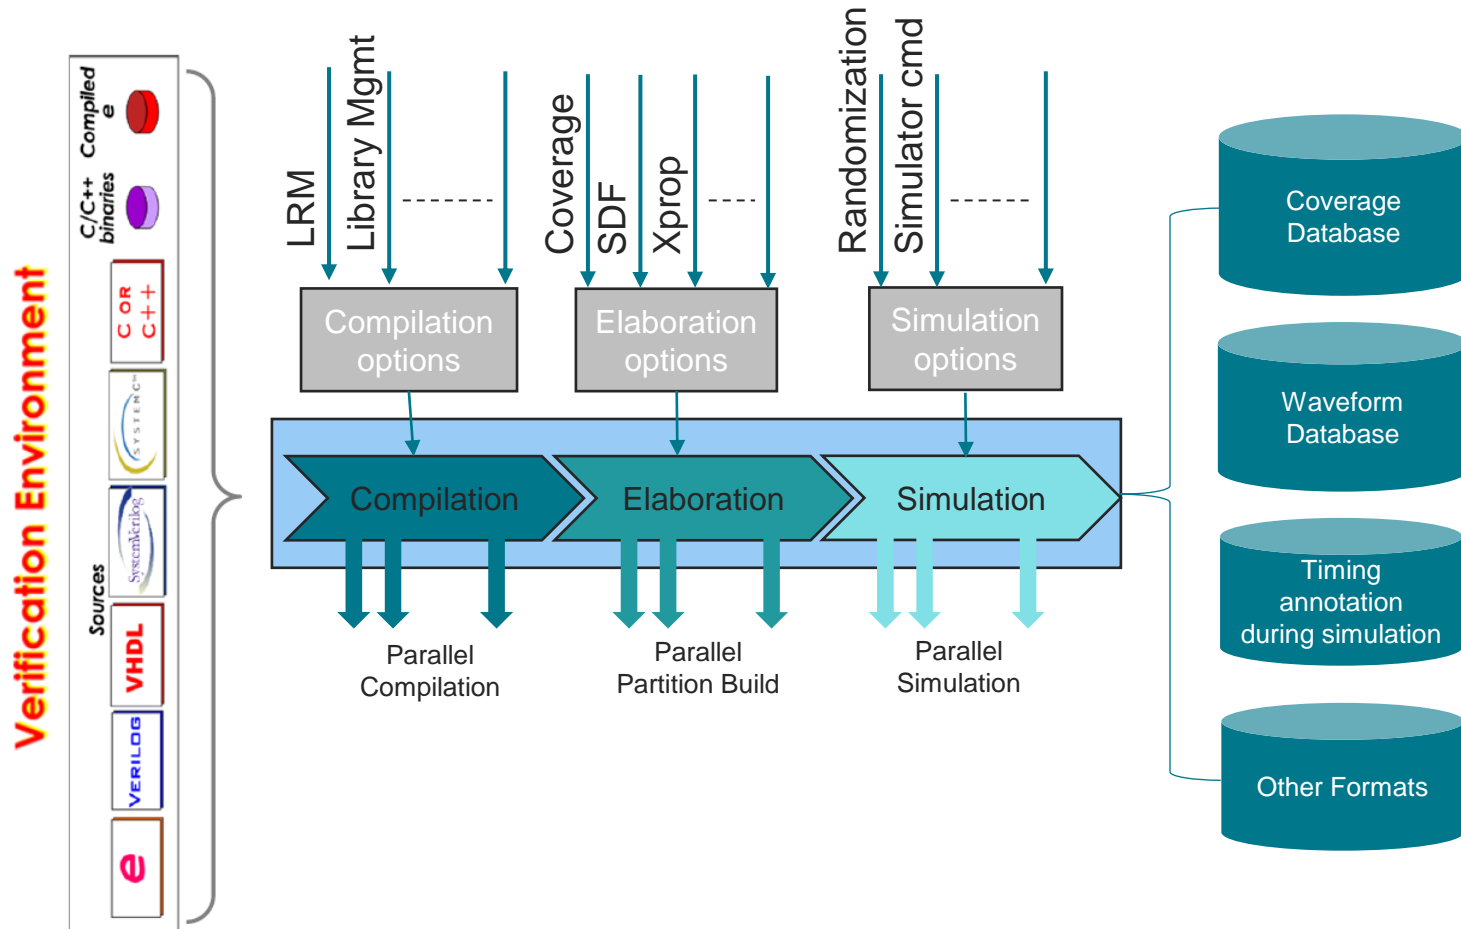 Verification Environment
Sources
Compiled
e
C/C++
binaries
C OR
C++
SYSTEMC™
SystemVerilog
VHDL
VERILOG
e
LRM
Library Mgmt
Coverage
SDF
Xprop
Randomization
Simulator cmd
Compilation
options
Elaboration
options
Simulation
options
Compilation
Elaboration
Simulation
Parallel
Compilation
Parallel
Partition Build
Parallel
Simulation
Coverage
Database
Waveform
Database
Timing
annotation
during simulation
Other Formats